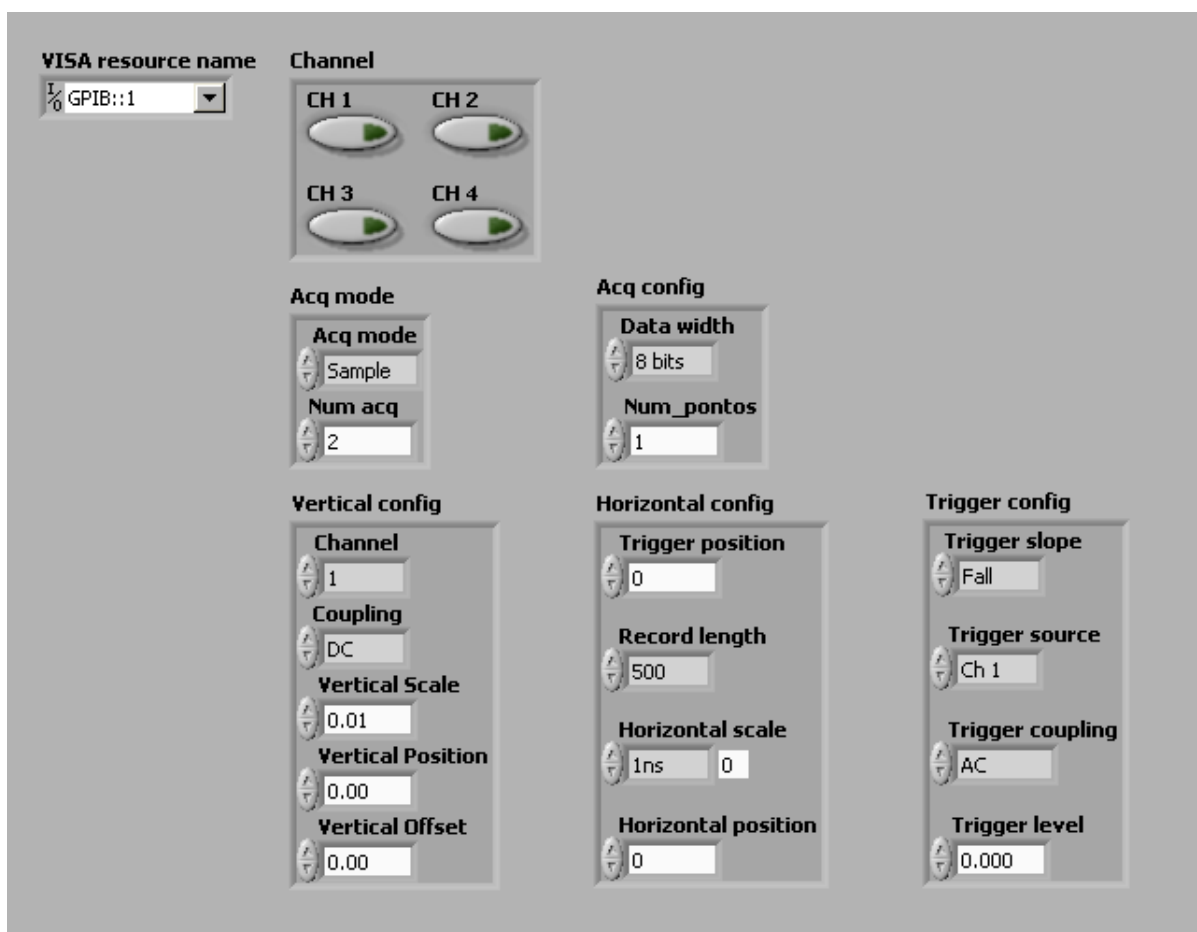 VISA resource name
GPIB::1
Channel
CH 1 CH 2
CH 3 CH 4
Acq mode
Acq mode
Sample
Num acq
2
Acq config
Data width
8 bits
Num_pontos
1
Vertical config
Channel
1
Coupling
DC
Vertical Scale
0.01
Vertical Position
0.00
Vertical Offset
0.00
Horizontal config
Trigger position
0
Record length
500
Horizontal scale
1ns 0
Horizontal position
0
Trigger config
Trigger slope
Fall
Trigger source
Ch 1
Trigger coupling
AC
Trigger level
0.000